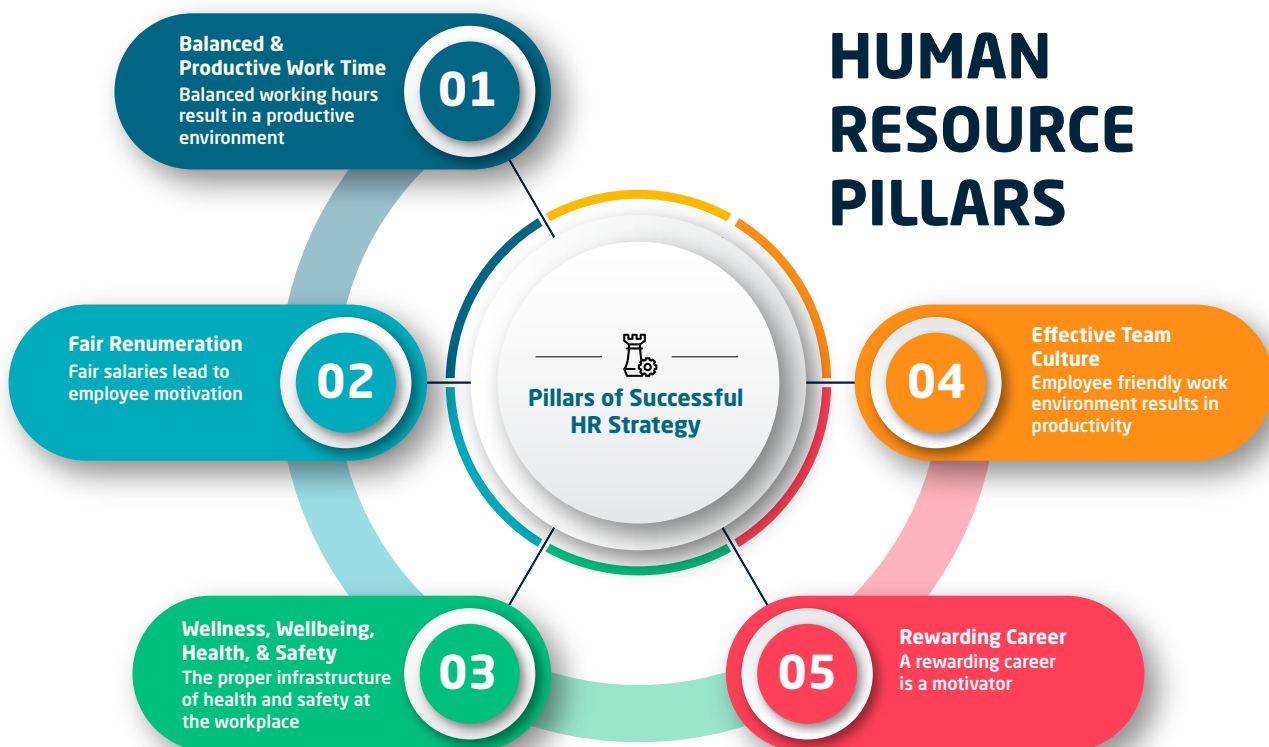 HUMAN
RESOURCE
PILLARS
Balanced &
Productive Work Time
Balanced working hours
result in a productive
environment
01
Fair Renumeration
Fair salaries lead to
employee motivation
02
Wellness, Wellbeing,
Health, & Safety
The proper infrastructure
of health and safety at
the workplace
03
Effective Team
Culture
Employee friendly work
environment results in
productivity
04
Rewarding Career
A rewarding career
is a motivator
05
Pillars of Successful
HR Strategy